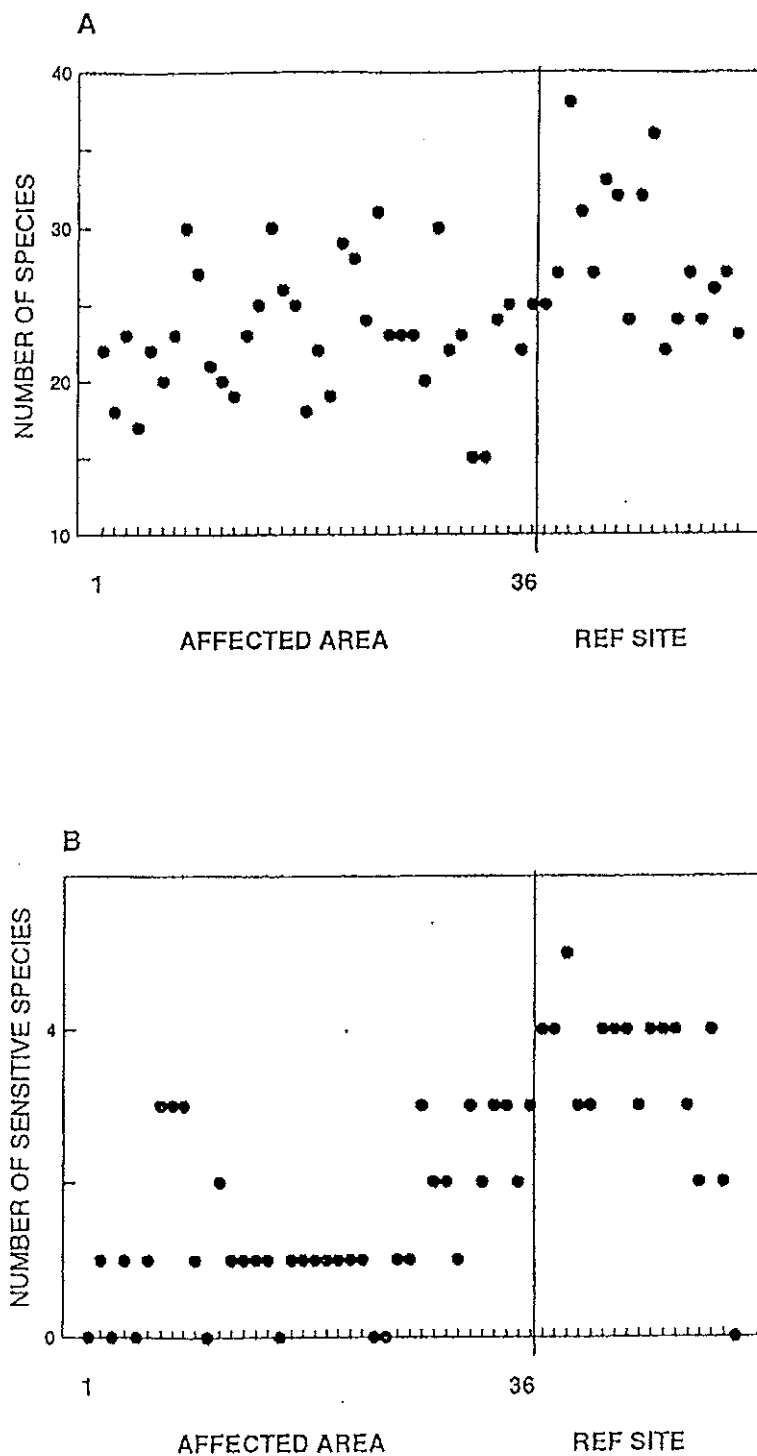 A
40
30
20
10
NUMBER OF SPECIES
1 36
AFFECTED AREA REF SITE
B
4
0
NUMBER OF SENSITIVE SPECIES
1 36
AFFECTED AREA REF SITE